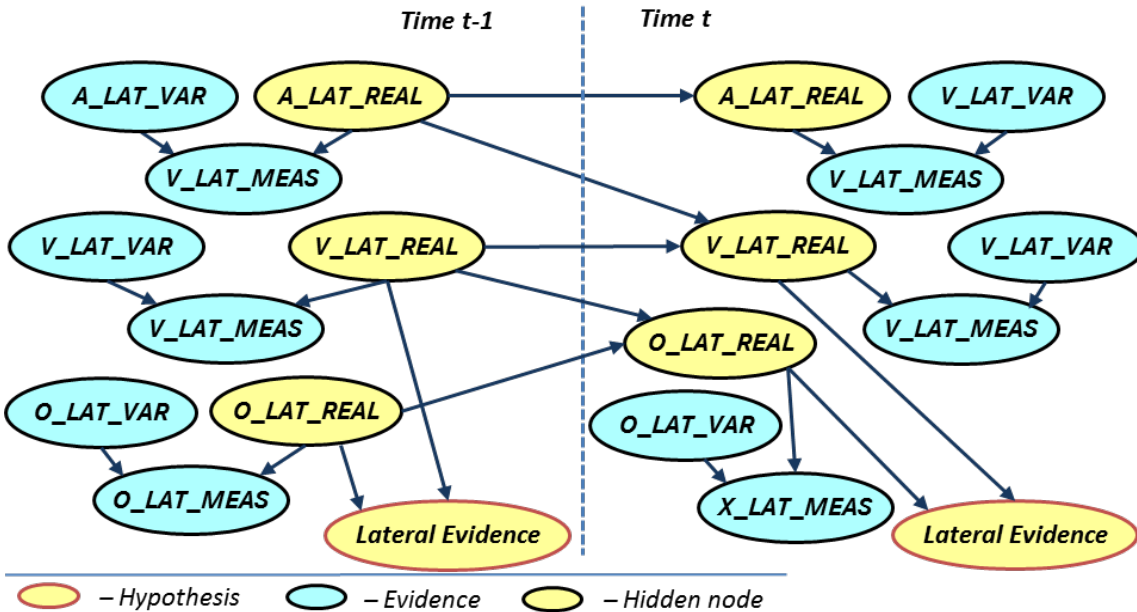 Time t-1
Time t
A_LAT_VAR
A_LAT_REAL
A_LAT_REAL
V_LAT_VAR
V_LAT_MEAS
V_LAT_MEAS
V_LAT_VAR
V_LAT_REAL
V_LAT_REAL
V_LAT_VAR
V_LAT_MEAS
V_LAT_MEAS
O_LAT_REAL
O_LAT_VAR
O_LAT_REAL
O_LAT_VAR
O_LAT_MEAS
X_LAT_MEAS
Lateral Evidence
Lateral Evidence
– Hypothesis
– Evidence
– Hidden node